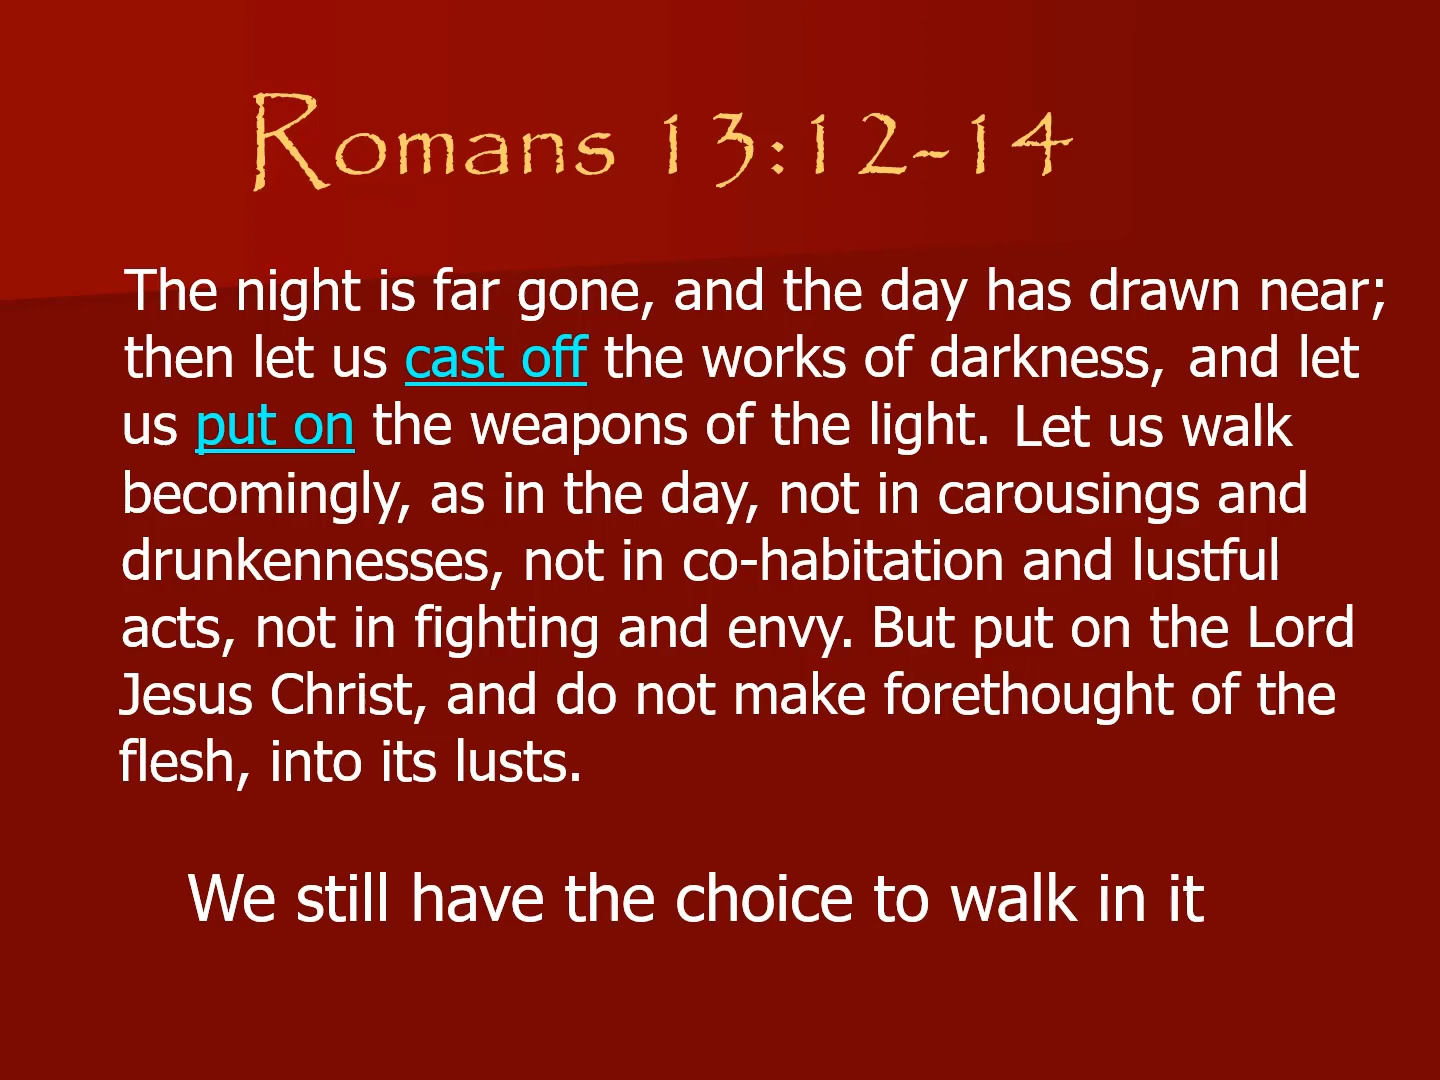 Romans 13:12-14
The night is far gone, and the day has drawn near;
then let us cast off the works of darkness, and let
us put on the weapons of the light. Let us walk
becomingly, as in the day, not in carousings and
drunkennesses, not in co-habitation and lustful
acts, not in fighting and envy. But put on the Lord
Jesus Christ, and do not make forethought of the
flesh, into its lusts.
We still have the choice to walk in it